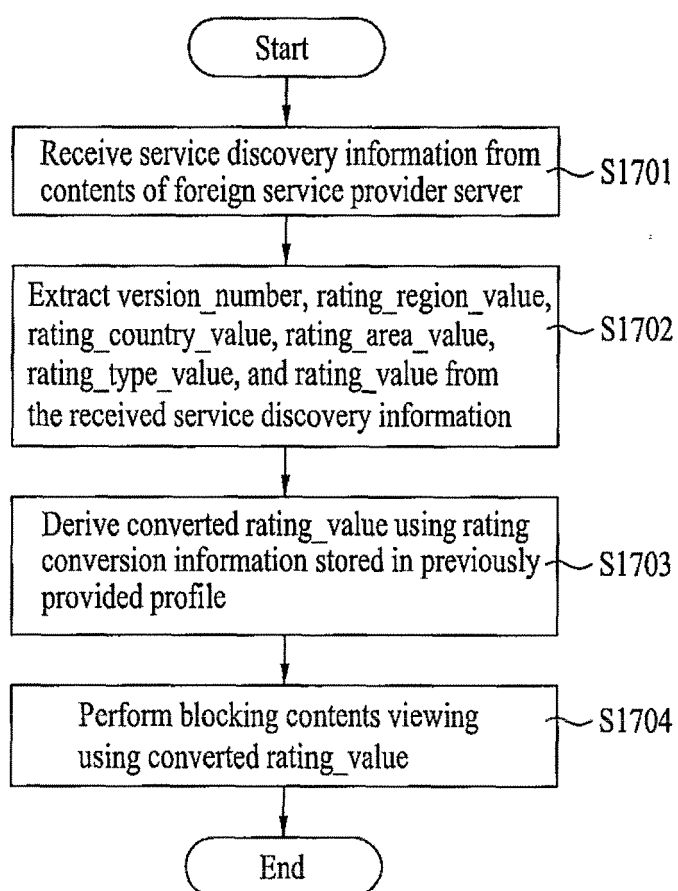 Start
Receive service discovery information from
contents of foreign service provider server
S1701
Extract version_number, rating_region_value,
rating_country_value, rating_area_value,
rating_type_value, and rating_value from
the received service discovery information
S1702
Derive converted rating_value using rating
conversion information stored in previously
provided profile
S1703
Perform blocking contents viewing
using converted rating_value
S1704
End